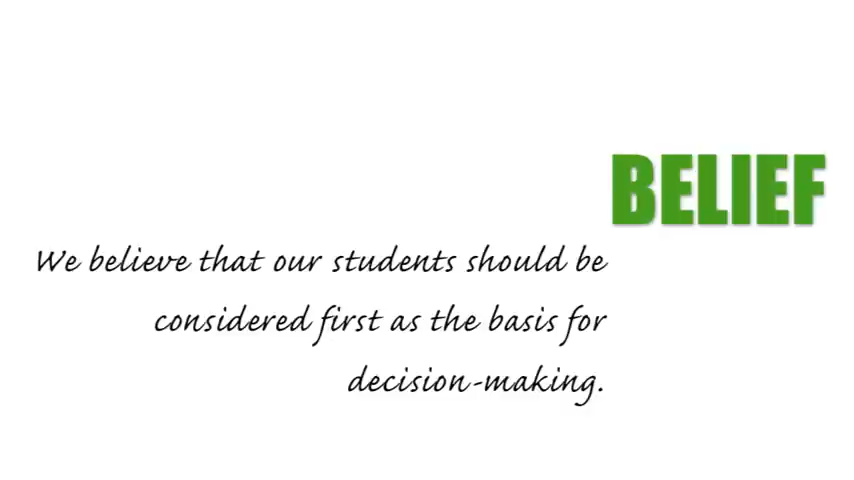 BELIEF
We believe that our students should be
considered first as the basis for
decision-making.